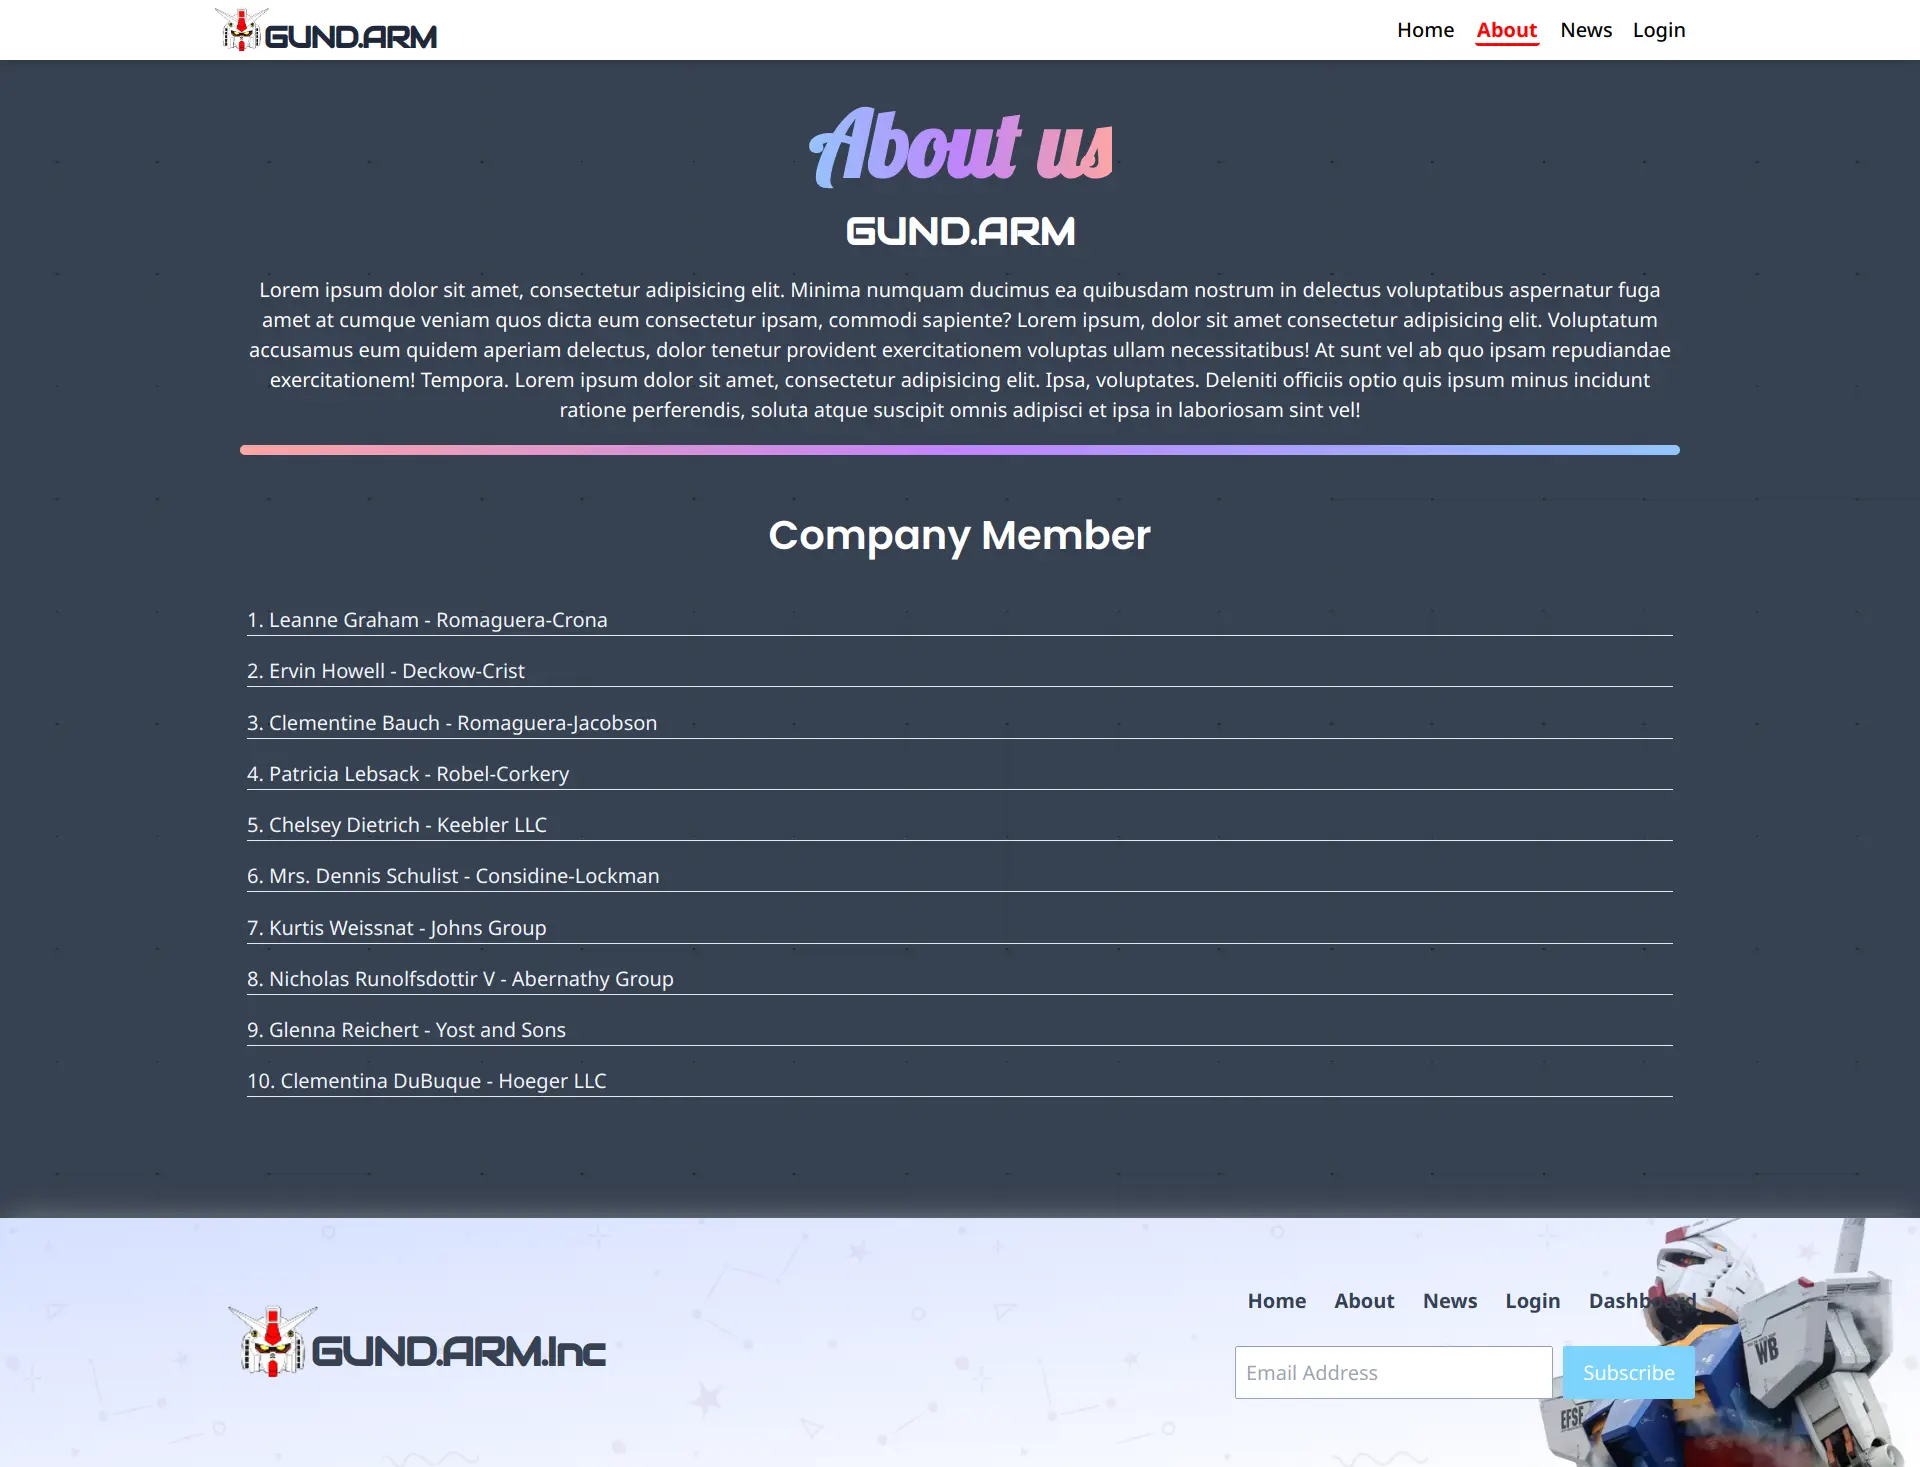 GUND.ARM
Home About News Login
About us
GUND.ARM
Lorem ipsum dolor sit amet, consectetur adipisicing elit. Minima numquam ducimus ea quibusdam nostrum in delectus voluptatibus aspernatur fuga
amet at cumque veniam quos dicta eum consectetur ipsam, commodi sapiente? Lorem ipsum, dolor sit amet consectetur adipisicing elit. Voluptatum
accusamus eum quidem aperiam delectus, dolor tenetur provident exercitationem voluptas ullam necessitatibus! At sunt vel ab quo ipsam repudiandae
exercitationem! Tempora. Lorem ipsum dolor sit amet, consectetur adipisicing elit. Ipsa, voluptates. Deleniti officiis optio quis ipsum minus incidunt
ratione perferendis, soluta atque suscipit omnis adipisci et ipsa in laboriosam sint vel!
Company Member
1. Leanne Graham - Romaguera-Crona
2. Ervin Howell - Deckow-Crist
3. Clementine Bauch - Romaguera-Jacobson
4. Patricia Lebsack - Robel-Corkery
5. Chelsey Dietrich - Keebler LLC
6. Mrs. Dennis Schulist - Considine-Lockman
7. Kurtis Weissnat - Johns Group
8. Nicholas Runolfsdottir V - Abernathy Group
9. Glenna Reichert - Yost and Sons
10. Clementina DuBuque - Hoeger LLC
GUND.ARM.Inc
Home About News Login Dashboard
Email Address Subscribe
WB
EFSF